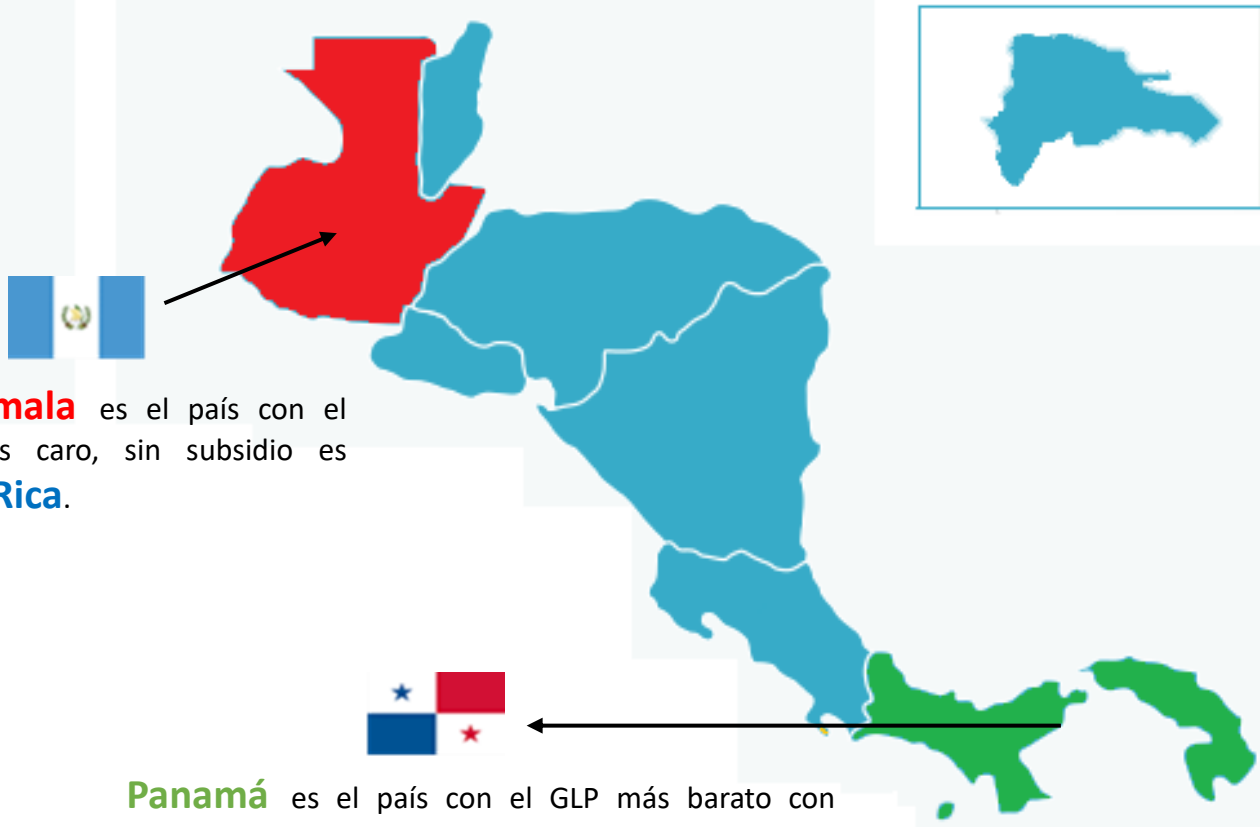 mala es el país con el
s caro, sin subsidio es
Rica.
Panamá es el país con el GLP más barato con